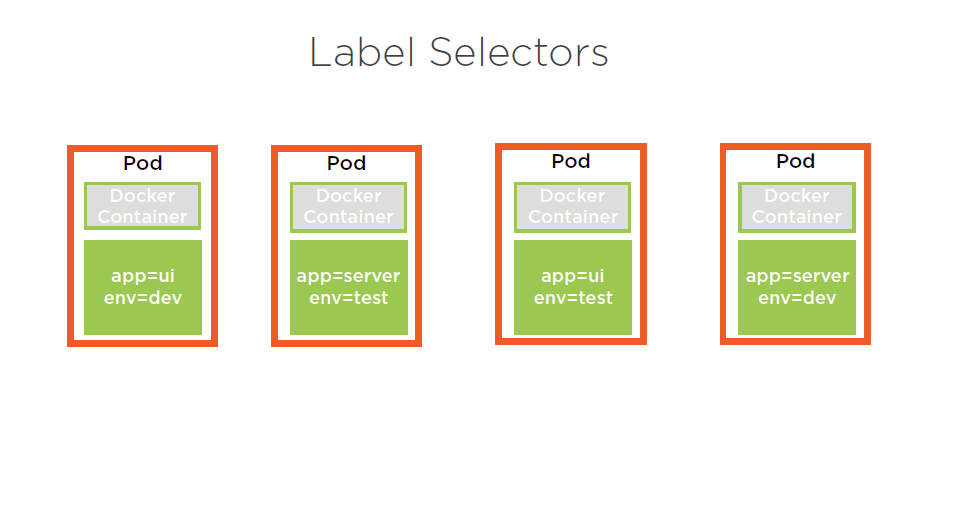 Label Selectors
Pod
Docker
Container
app=ui
env=dev
Pod
Docker
Container
app=server
env=test
Pod
Docker
Container
app=ui
env=test
Pod
Docker
Container
app=server
env=dev